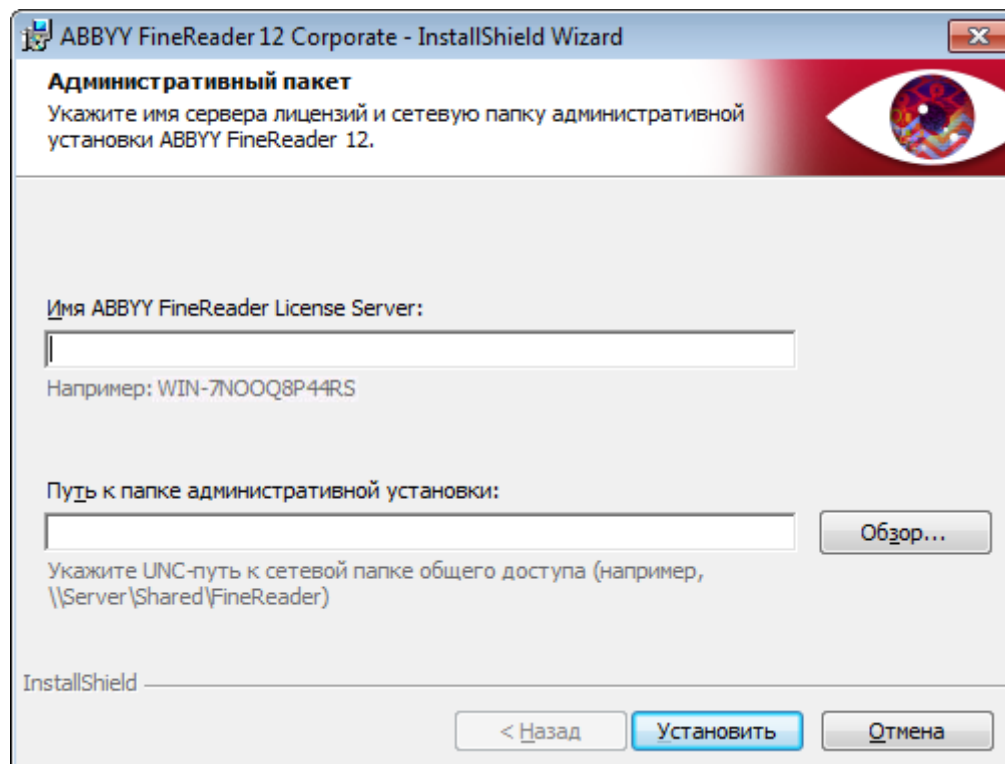 ABBYY FineReader 12 Corporate - InstallShield Wizard
Административный пакет
Укажите имя сервера лицензий и сетевую папку административной
установки ABBYY FineReader 12.
Имя ABBYY FineReader License Server:
Например: WIN-7NOOQ8P44RS
Путь к папке административной установки:
Обзор...
Укажите UNC-путь к сетевой папке общего доступа (например,
\\Server\Shared\FineReader)
InstallShield
< Назад Установить Отмена